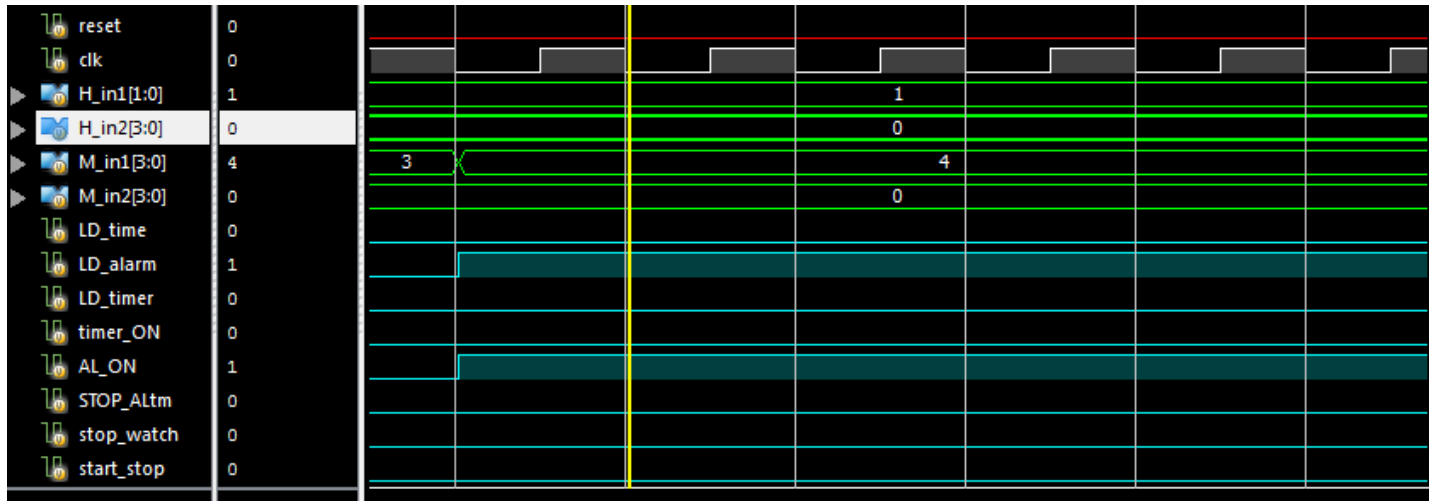 reset 0
clk 0
H_in1[1:0] 1 1
H_in2[3:0] 0 0
M_in1[3:0] 4 3 4
M_in2[3:0] 0 0
LD_time 0
LD_alarm 1
LD_timer 0
timer_ON 0
AL_ON 1
STOP_ALtm 0
stop_watch 0
start_stop 0